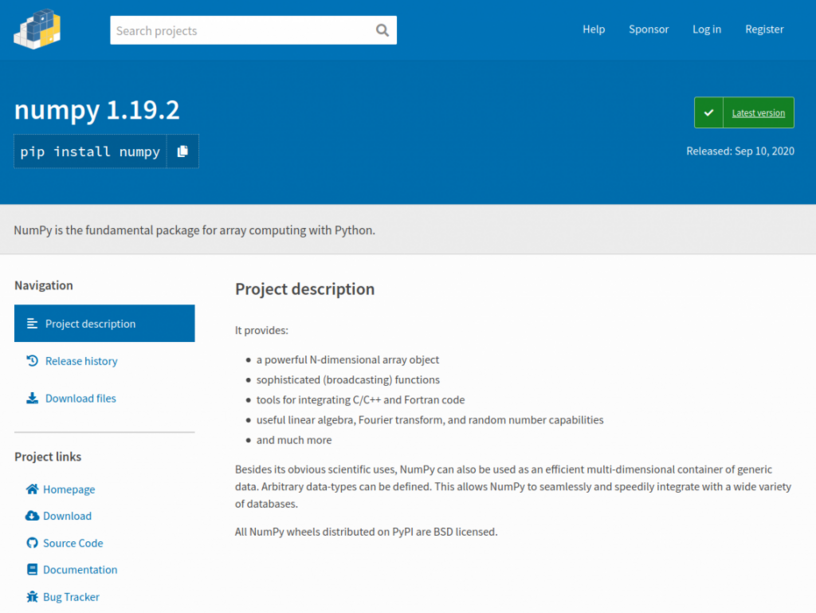 Search projects
Help
Sponsor
Log in
Register
numpy 1.19.2
Latest version
pip install numpy
Released: Sep 10, 2020
NumPy is the fundamental package for array computing with Python.
Navigation
Project description
Release history
Download files
Project links
Homepage
Download
Source Code
Documentation
Bug Tracker
Project description
It provides:
a powerful N-dimensional array object
sophisticated (broadcasting) functions
tools for integrating C/C++ and Fortran code
useful linear algebra, Fourier transform, and random number capabilities
and much more
Besides its obvious scientific uses, NumPy can also be used as an efficient multi-dimensional container of generic
data. Arbitrary data-types can be defined. This allows NumPy to seamlessly and speedily integrate with a wide variety
of databases.
All NumPy wheels distributed on PyPI are BSD licensed.